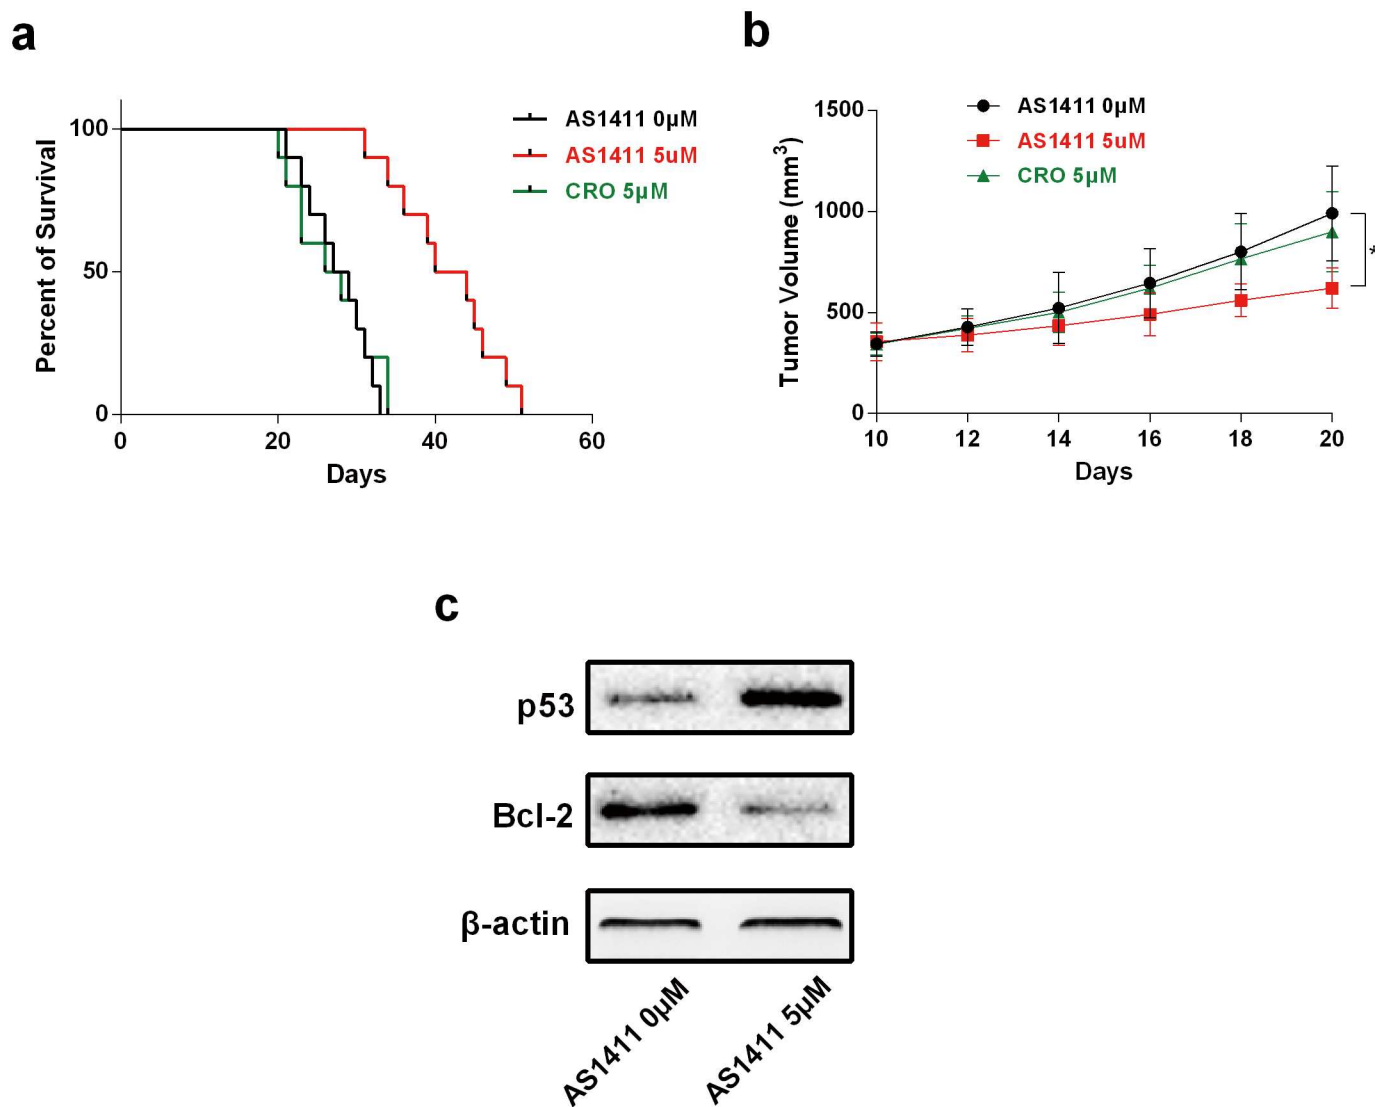 a
AS1411 0µM
AS1411 5uM
CRO 5µM
Percent of Survival
100
50
0
0 20 40 60
Days
b
AS1411 0µM
AS1411 5uM
CRO 5µM
Tumor Volume (mm³)
1500
1000
500
0
10 12 14 16 18 20
Days
*
c
p53
Bcl-2
β-actin
AS1411 0µM
AS1411 5µM